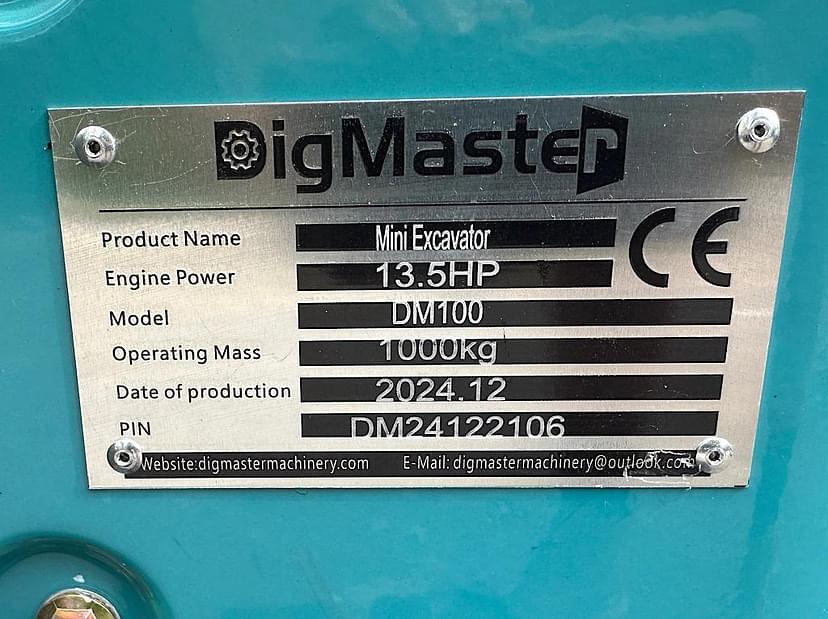 DigMaster
Product Name Mini Excavator
CE
Engine Power 13.5HP
Model DM100
Operating Mass 1000kg
Date of production 2024.12
PIN DM24122106
Website:digmastermachinery.com E-Mail: digmastermachinery@outlook.com